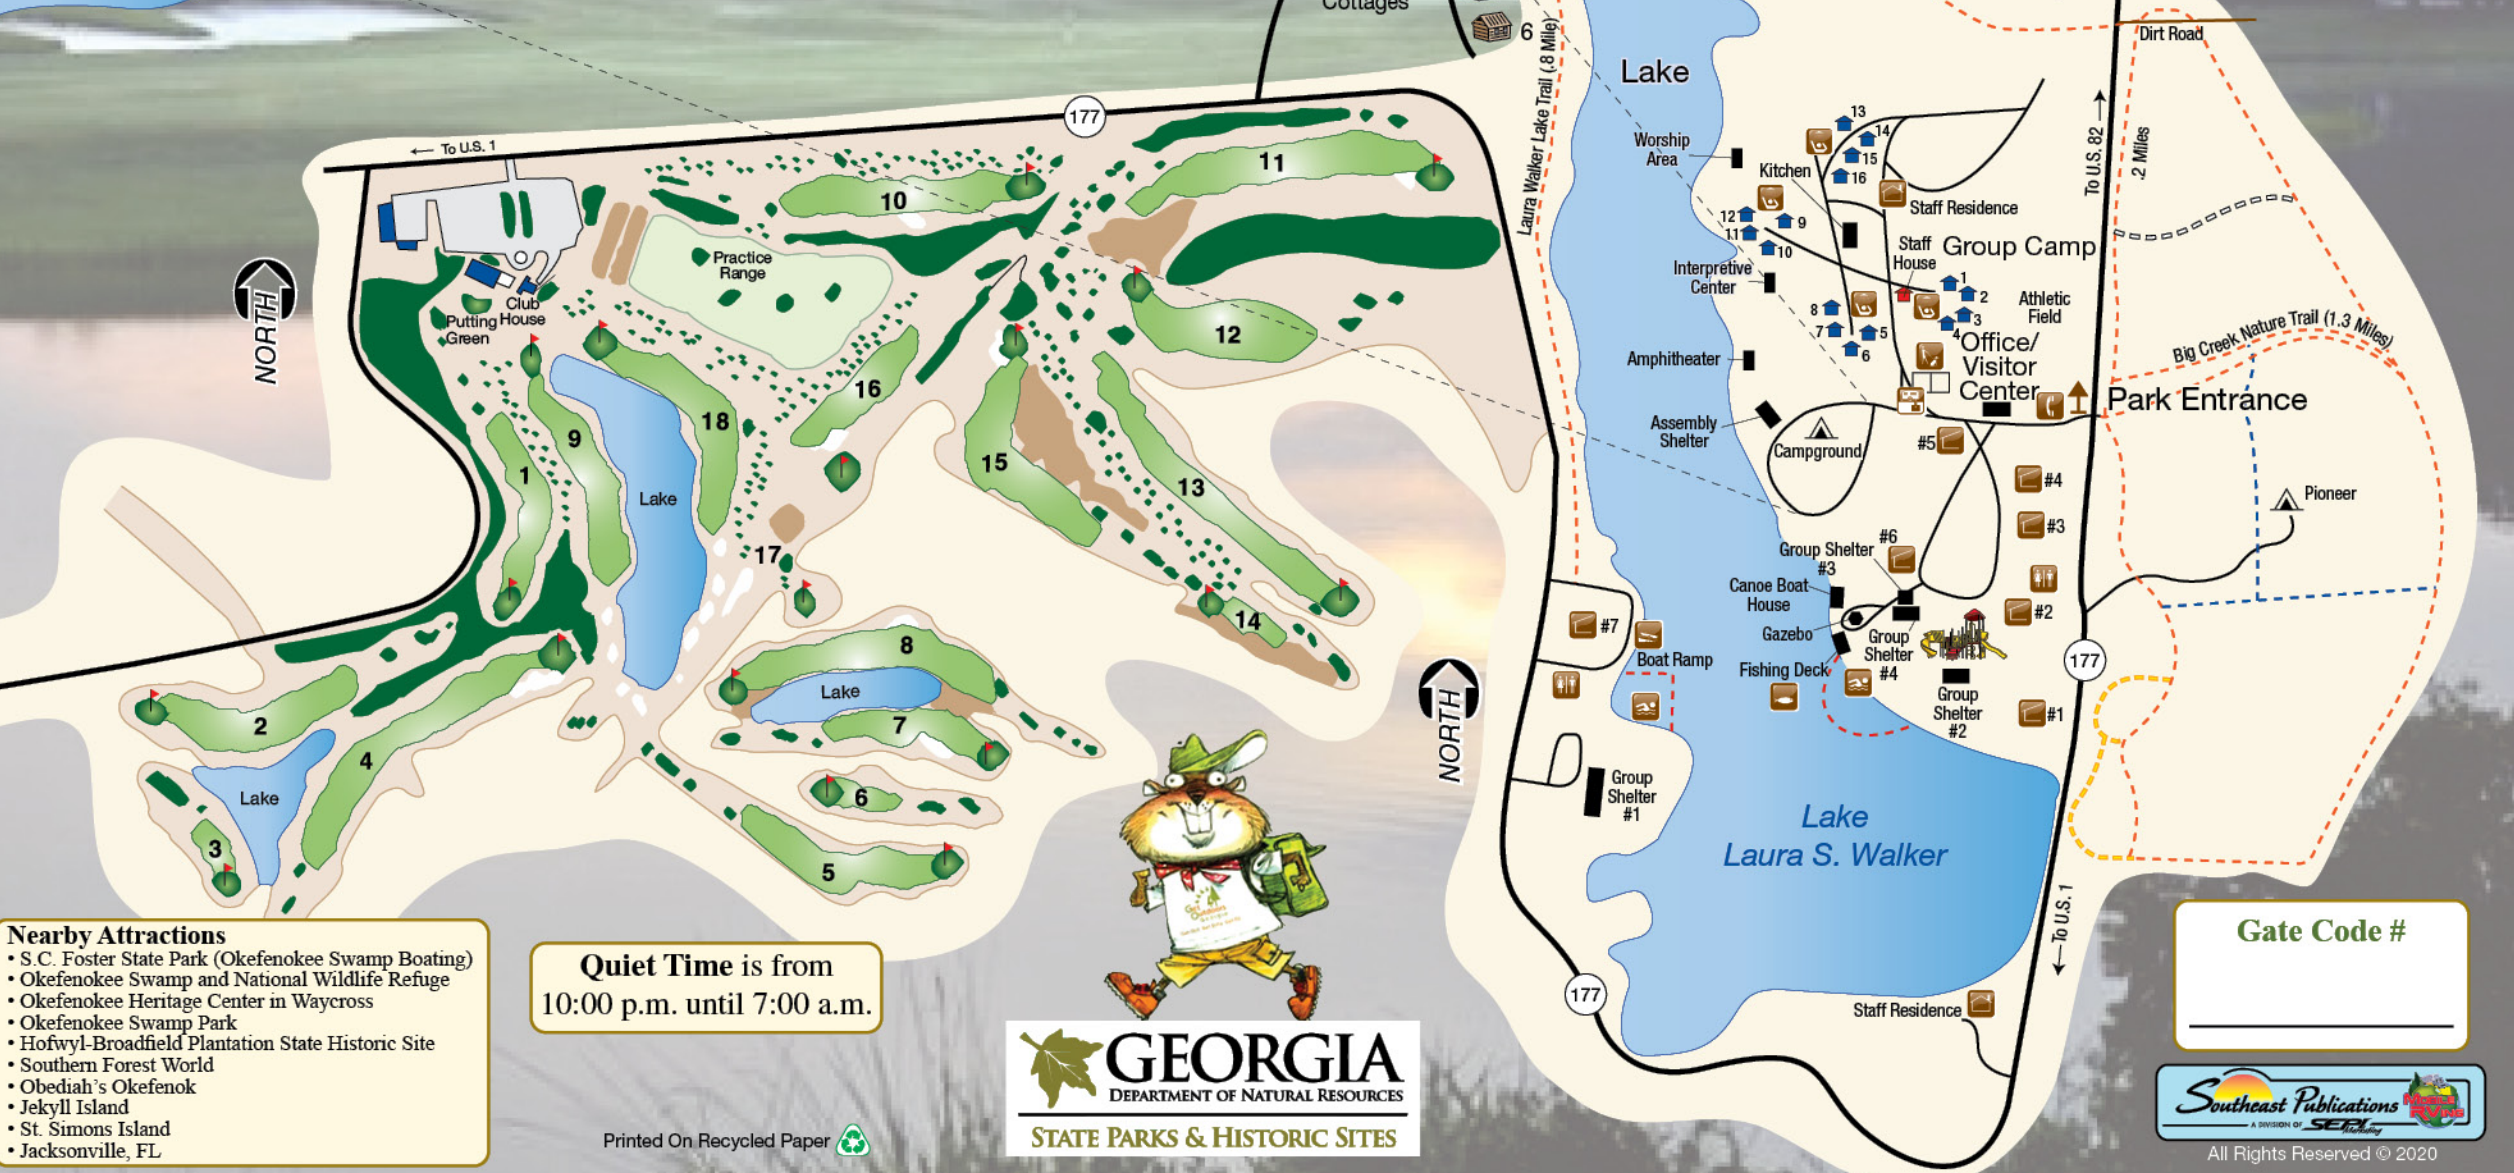 Cottages
6
177
← To U.S. 1
NORTH
Club
House
Putting
Green
Practice
Range
10
11
12
16
18
9
1
15
13
Lake
17
14
8
Lake
7
2
4
Lake
3
6
5
Laura Walker Lake Trail (.8 Mile)
Lake
Worship
Area
Kitchen
13
14
15
16
12
11
9
10
Staff Residence
Staff
House
Group Camp
Interpretive
Center
1
2
3
4
8
7
5
6
Athletic
Field
Amphitheater
Office/
Visitor
Center
Assembly
Shelter
Campground
#5
#4
#3
#6
Group Shelter
#3
Canoe Boat
House
Gazebo
#2
Group
Shelter
#4
Fishing Deck
Group
Shelter
#2
#1
#7
Boat Ramp
Group
Shelter
#1
NORTH
Lake
Laura S. Walker
177
177
Staff Residence
To U.S. 82
.2 Miles
Dirt Road
Big Creek Nature Trail (1.3 Miles)
Park Entrance
Pioneer
To U.S. 1
Nearby Attractions
• S.C. Foster State Park (Okefenokee Swamp Boating)
• Okefenokee Swamp and National Wildlife Refuge
• Okefenokee Heritage Center in Waycross
• Okefenokee Swamp Park
• Hofwyl-Broadfield Plantation State Historic Site
• Southern Forest World
• Obediah's Okefenok
• Jekyll Island
• St. Simons Island
• Jacksonville, FL
Quiet Time is from
10:00 p.m. until 7:00 a.m.
Printed On Recycled Paper
Get
Outdoors
Georgia
GEORGIA
DEPARTMENT OF NATURAL RESOURCES
STATE PARKS & HISTORIC SITES
Gate Code #
Southeast Publications
A DIVISION OF SEPI Marketing
MOBILE
RVing
All Rights Reserved © 2020